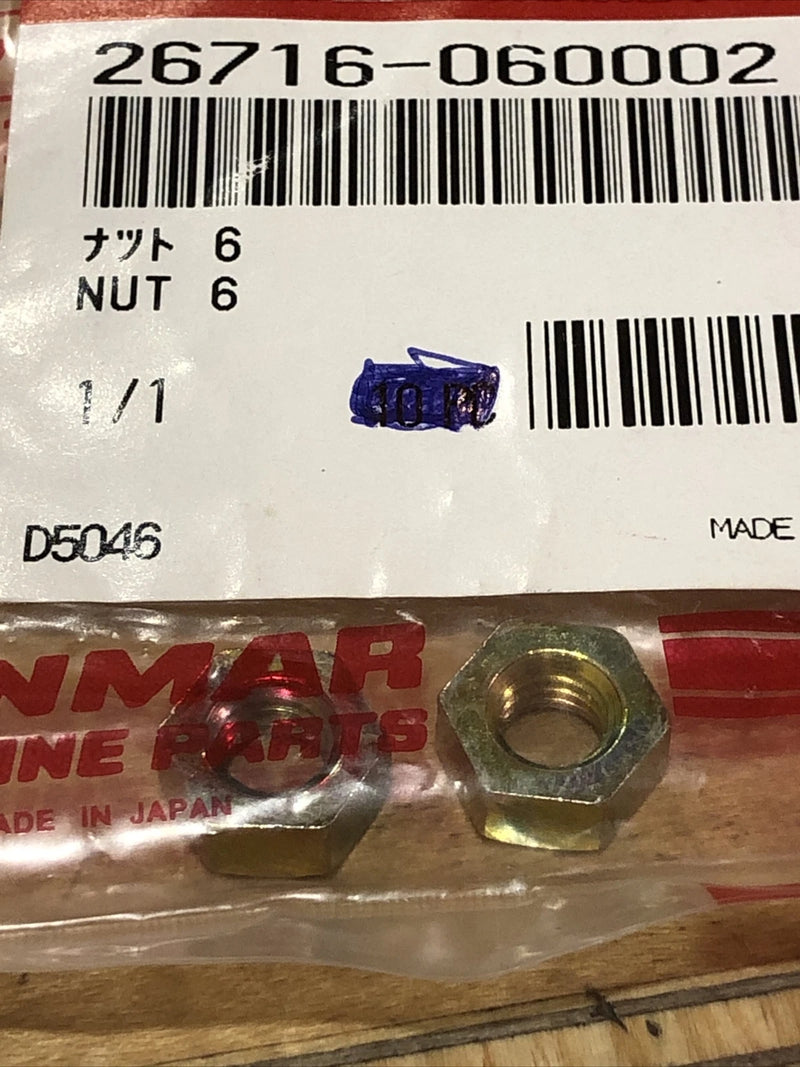 26716-060002
ナット 6
NUT 6
1/1
10 PC
D5046
MADE
NMAR
INE PARTS
ADE IN JAPAN